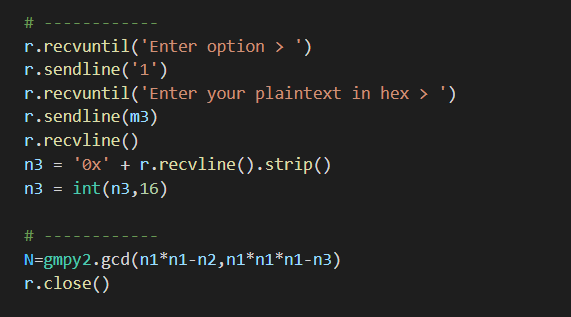 # ------------
r.recvuntil('Enter option > ')
r.sendline('1')
r.recvuntil('Enter your plaintext in hex > ')
r.sendline(m3)
r.recvline()
n3 = '0x' + r.recvline().strip()
n3 = int(n3,16)
# ------------
N=gmpy2.gcd(n1*n1-n2,n1*n1*n1-n3)
r.close()